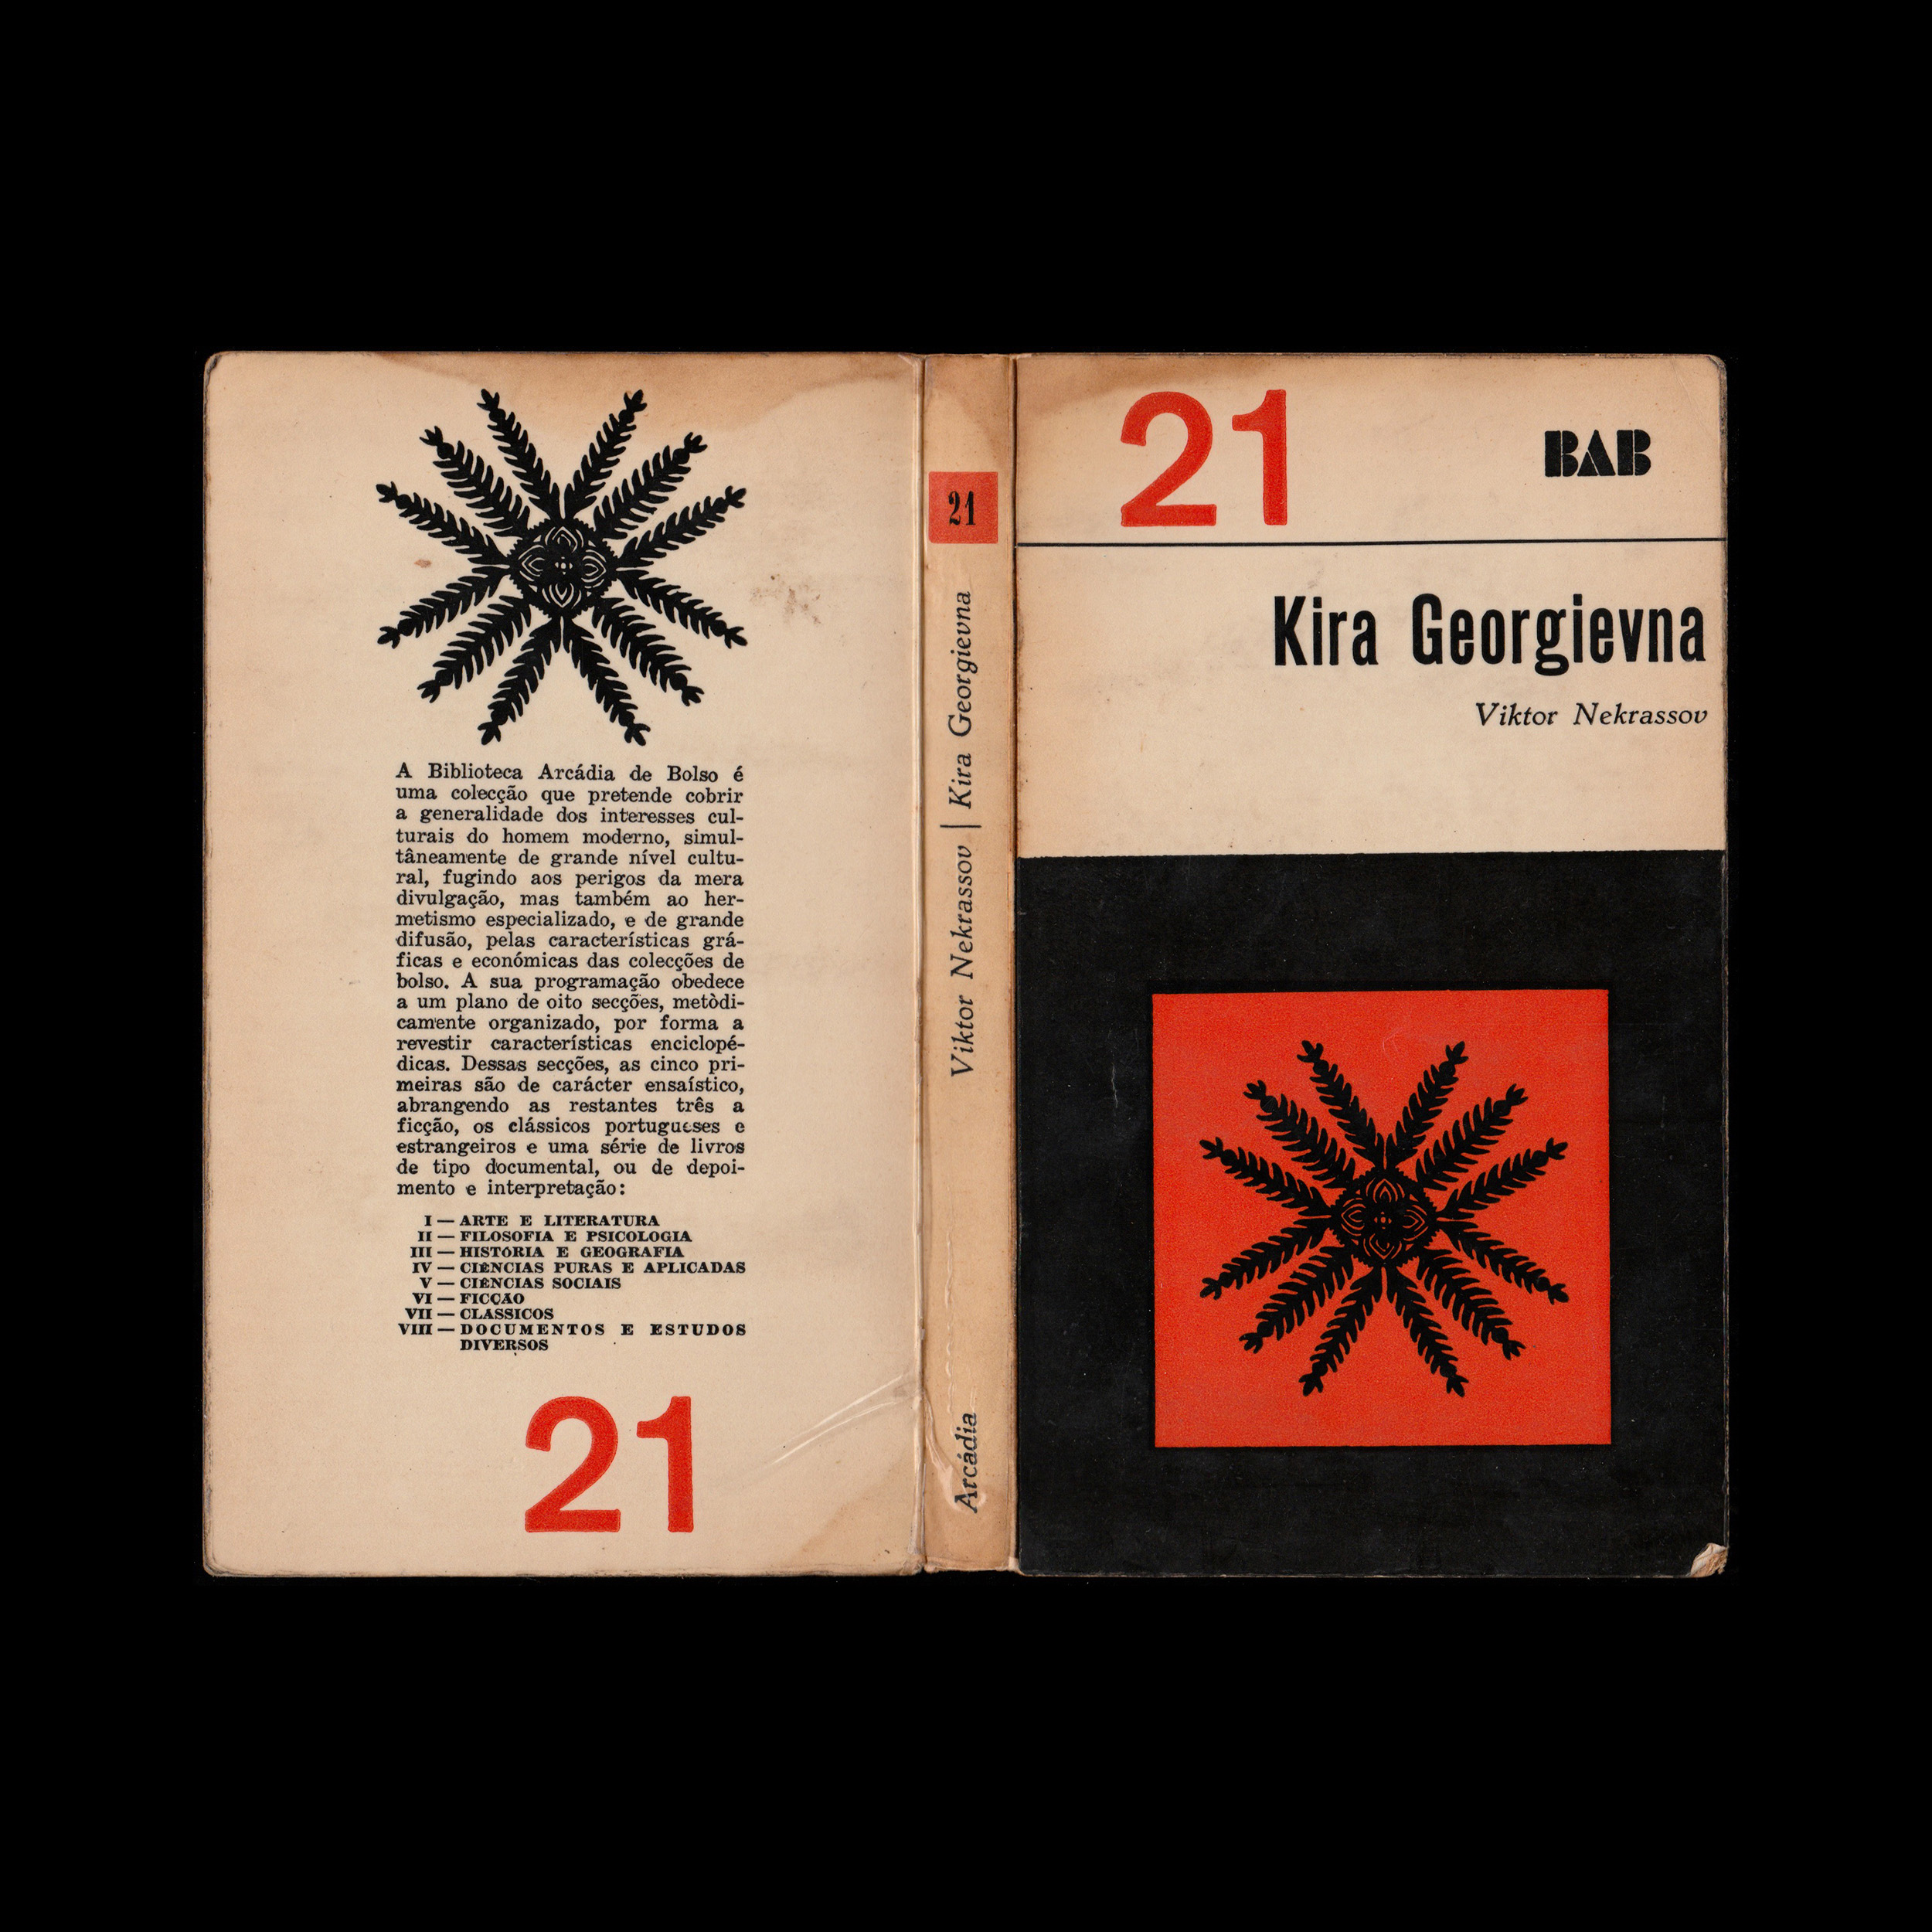 A Biblioteca Arcádia de Bolso é
uma colecção que pretende cobrir
a generalidade dos interesses cul-
turais do homem moderno, simul-
tâneamente de grande nível cultu-
ral, fugindo aos perigos da mera
divulgação, mas também ao her-
metismo especializado, e de grande
difusão, pelas características grá-
ficas e económicas das colecções de
bolso. A sua programação obedece
a um plano de oito secções, metòdi-
camente organizado, por forma a
revestir características enciclopé-
dicas. Dessas secções, as cinco pri-
meiras são de carácter ensaístico,
abrangendo as restantes três a
ficção, os clássicos portugueses e
estrangeiros e uma série de livros
de tipo documental, ou de depoi-
mento e interpretação:
I — ARTE E LITERATURA
II — FILOSOFIA E PSICOLOGIA
III — HISTÓRIA E GEOGRAFIA
IV — CIÊNCIAS PURAS E APLICADAS
V — CIÊNCIAS SOCIAIS
VI — FICÇÃO
VII — CLÁSSICOS
VIII — DOCUMENTOS E ESTUDOS
DIVERSOS
21
21
Viktor Nekrassov | Kira Georgievna
Arcádia
21
BAB
Kira Georgievna
Viktor Nekrassov